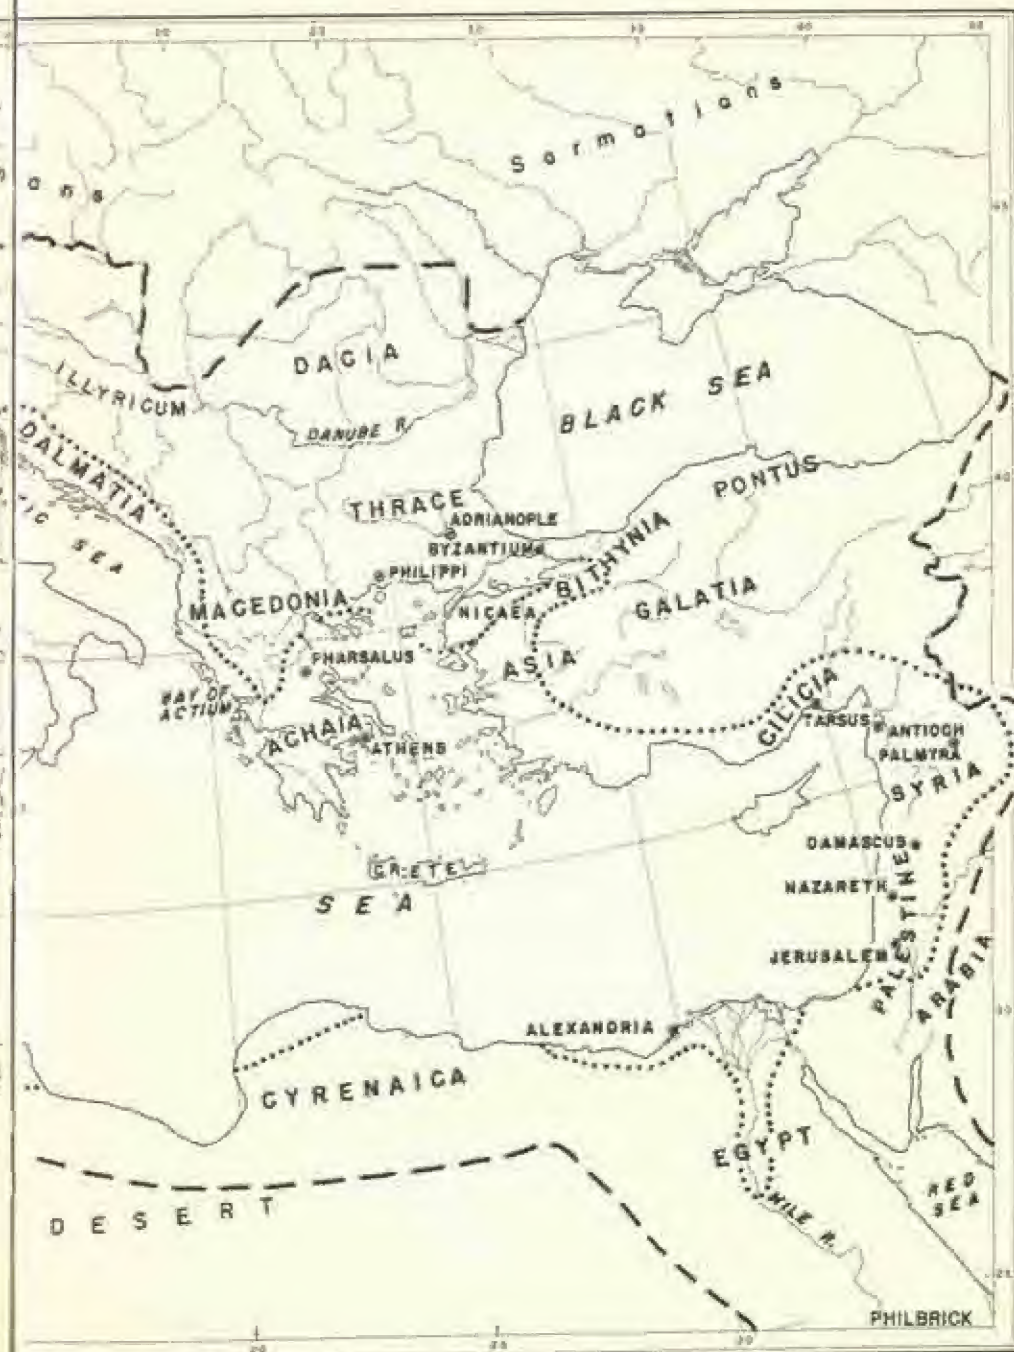 Sarmatians
ans
DACIA
ILLYRICUM
DANUBE R.
BLACK SEA
DALMATIA
SEA
THRACE
PONTUS
ADRIANOPLE
BYZANTIUM
BITHYNIA
PHILIPPI
MACEDONIA
NICAEA
GALATIA
PHARSALUS
ASIA
BAY OF
ACTIUM
ACHAIA
ATHENS
CILICIA
TARSUS
ANTIOCH
PALMYRA
SYRIA
DAMASCUS
CRETE
SEA
NAZARETH
PALESTINE
JERUSALEM
ARABIA
ALEXANDRIA
CYRENAICA
EGYPT
NILE R.
RED
SEA
DESERT
PHILBRICK